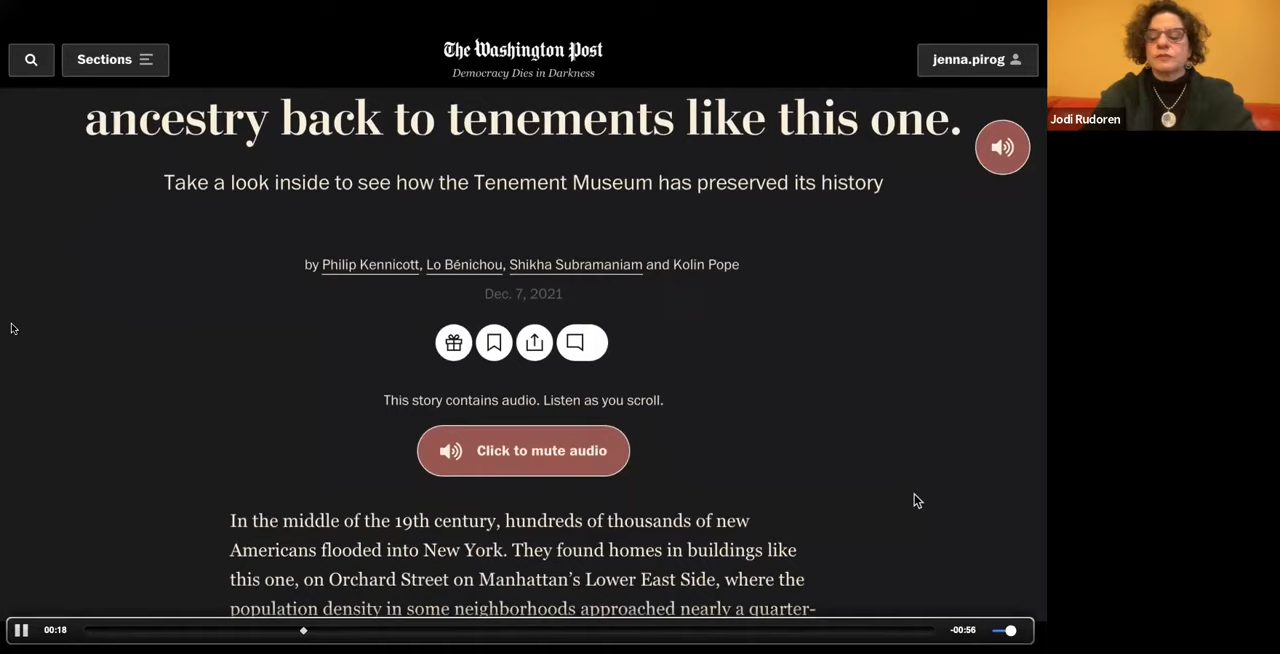 Sections
The Washington Post
Democracy Dies in Darkness
jenna.pirog
Jodi Rudoren
ancestry back to tenements like this one.
Take a look inside to see how the Tenement Museum has preserved its history
by Philip Kennicott, Lo Bénichou, Shikha Subramaniam and Kolin Pope
Dec. 7, 2021
This story contains audio. Listen as you scroll.
Click to mute audio
In the middle of the 19th century, hundreds of thousands of new
Americans flooded into New York. They found homes in buildings like
this one, on Orchard Street on Manhattan’s Lower East Side, where the
population density in some neighborhoods approached nearly a quarter-
00:18
-00:56